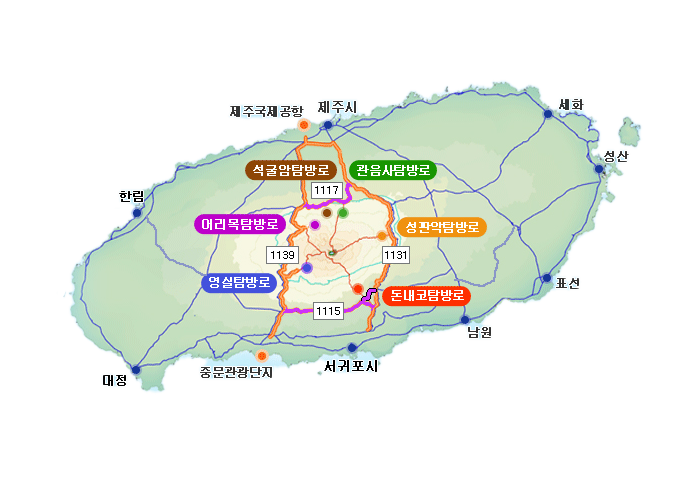 세화
제주국제공항
제주시
성산
석굴암탐방로
관음사탐방로
1117
한림
어리목탐방로
성판악탐방로
1139
1131
영실탐방로
표선
돈내코탐방로
1115
남원
중문관광단지
서귀포시
대정